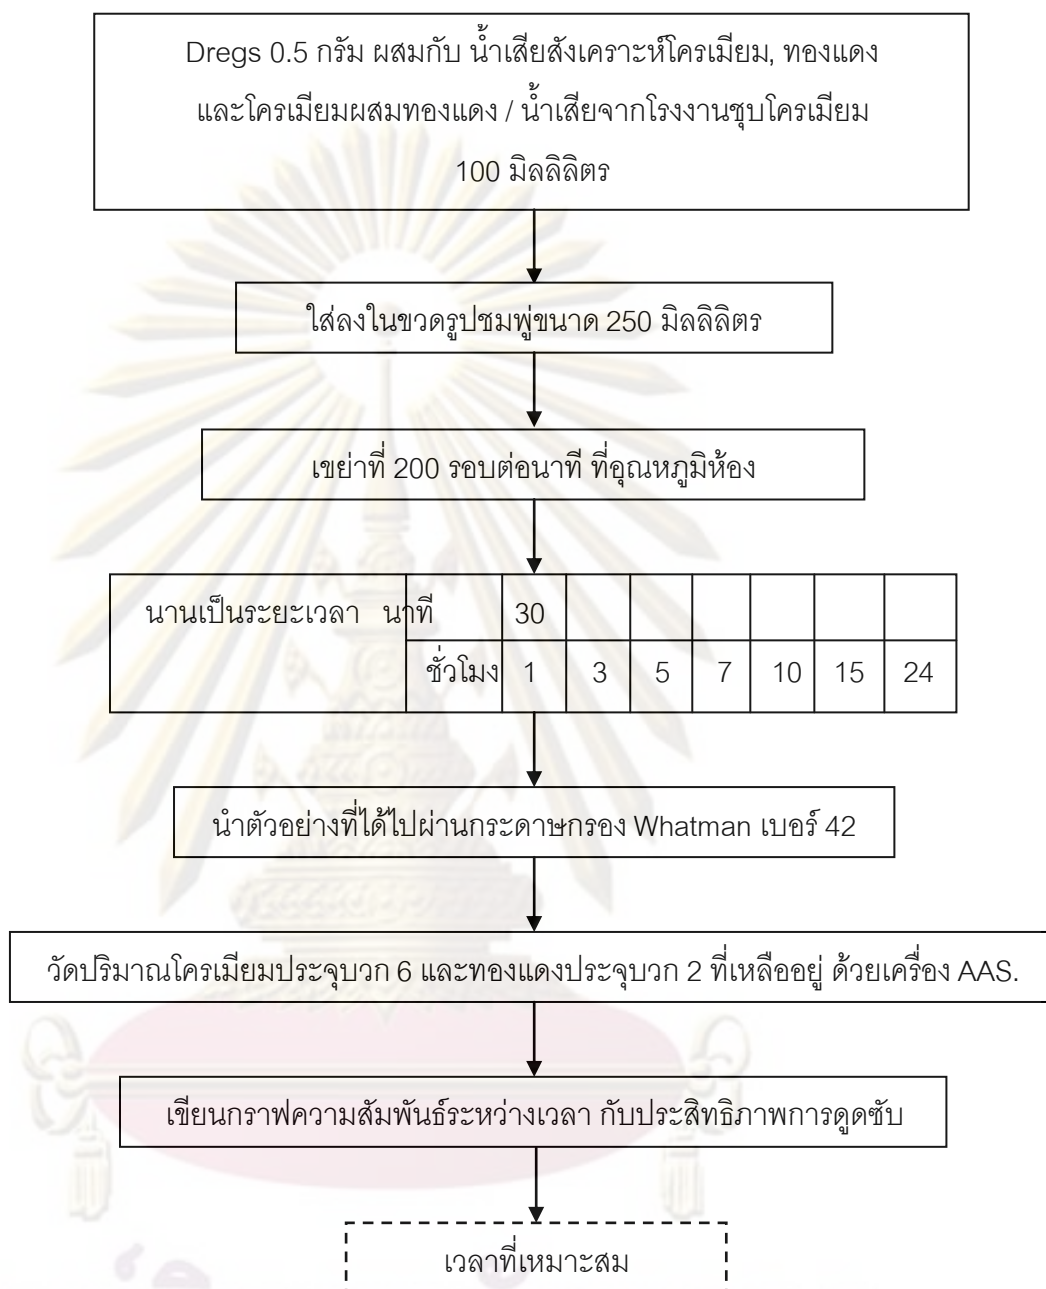 Dregs 0.5 กรัม ผสมกับ น้ำเสียสังเคราะห์โครเมียม, ทองแดง
และโครเมียมผสมทองแดง / น้ำเสียจากโรงงานชุบโครเมียม
100 มิลลิลิตร
ใส่ลงในขวดรูปชมพู่ขนาด 250 มิลลิลิตร
เขย่าที่ 200 รอบต่อนาที ที่อุณหภูมิห้อง
นานเป็นระยะเวลา นาที 30
ชั่วโมง 1 3 5 7 10 15 24
นำตัวอย่างที่ได้ไปผ่านกระดาษกรอง Whatman เบอร์ 42
วัดปริมาณโครเมียมประจุบวก 6 และทองแดงประจุบวก 2 ที่เหลืออยู่ ด้วยเครื่อง AAS.
เขียนกราฟความสัมพันธ์ระหว่างเวลา กับประสิทธิภาพการดูดซับ
เวลาที่เหมาะสม